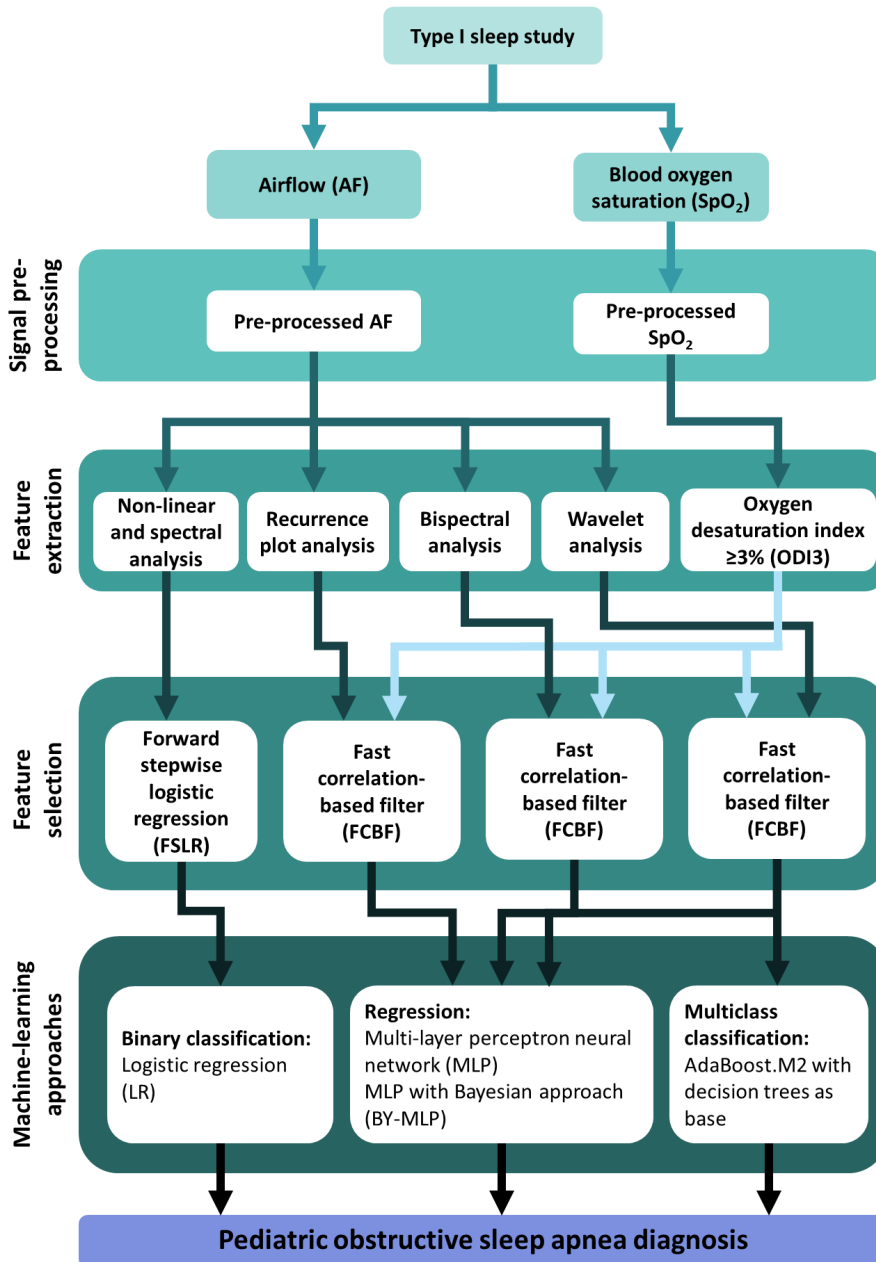 Type I sleep study
Airflow (AF)
Blood oxygen
saturation (SpO₂)
Signal pre-
processing
Pre-processed AF
Pre-processed
SpO₂
Feature
extraction
Non-linear
and spectral
analysis
Recurrence
plot analysis
Bispectral
analysis
Wavelet
analysis
Oxygen
desaturation index
≥3% (ODI3)
Feature
selection
Forward
stepwise
logistic
regression
(FSLR)
Fast
correlation-
based filter
(FCBF)
Fast
correlation-
based filter
(FCBF)
Fast
correlation-
based filter
(FCBF)
Machine-learning
approaches
Binary classification:
Logistic regression
(LR)
Regression:
Multi-layer perceptron neural
network (MLP)
MLP with Bayesian approach
(BY-MLP)
Multiclass
classification:
AdaBoost.M2 with
decision trees as
base
Pediatric obstructive sleep apnea diagnosis